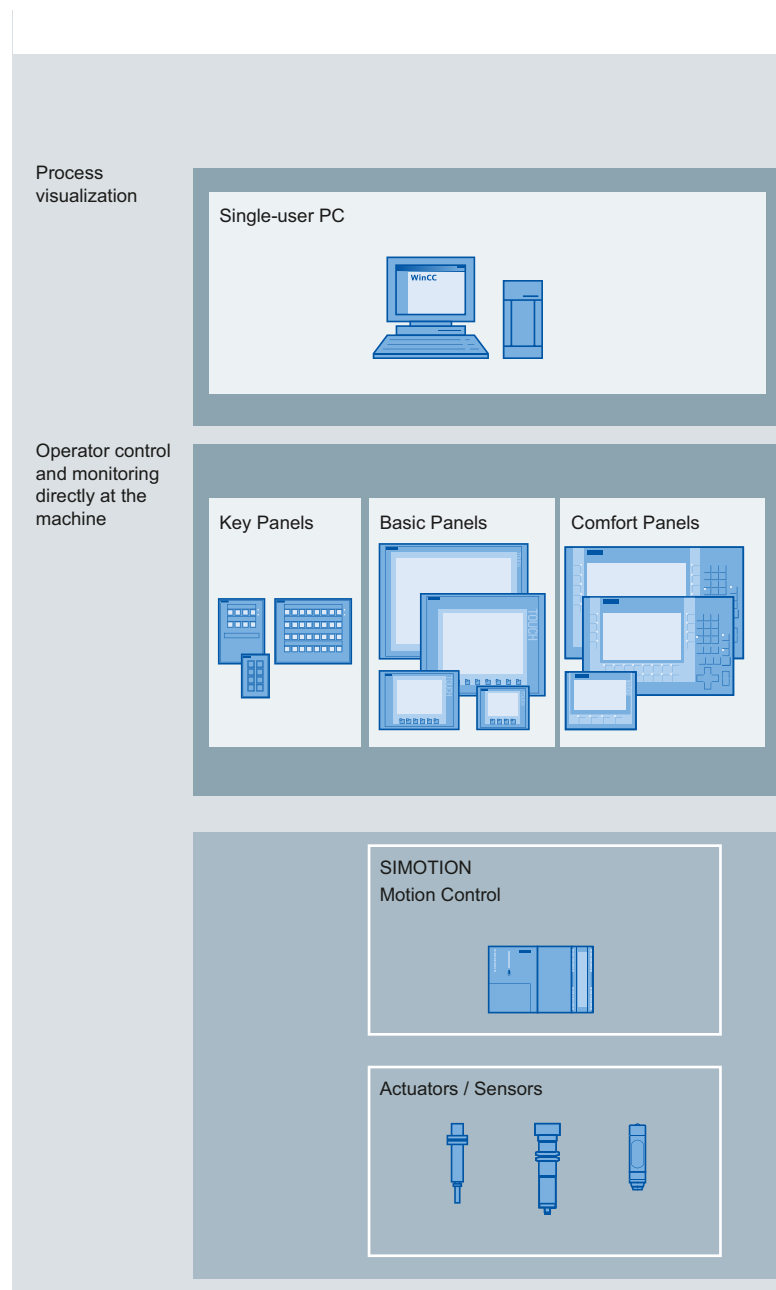 Process
visualization
Single-user PC
WinCC
Operator control
and monitoring
directly at the
machine
Key Panels
Basic Panels
Comfort Panels
TOUCH
SIMOTION
Motion Control
Actuators / Sensors